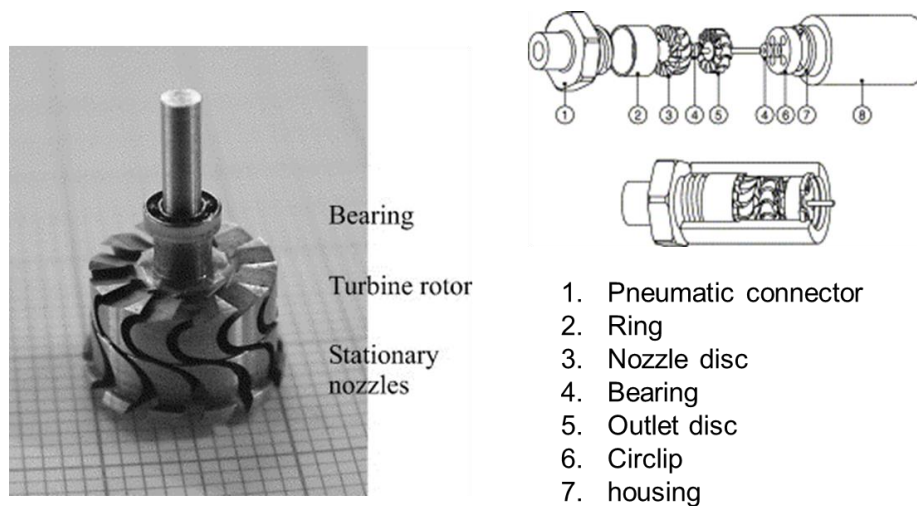 Bearing
Turbine rotor
Stationary
nozzles
1 2 3 4 5 4 6 7 8
1. Pneumatic connector
2. Ring
3. Nozzle disc
4. Bearing
5. Outlet disc
6. Circlip
7. housing